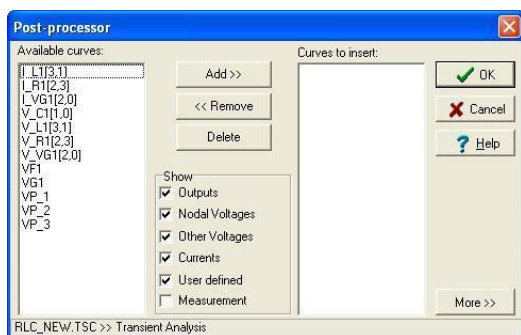 Post-processor
Available curves:
I_L1[3,1]
I_R1[2,3]
I_VG1[2,0]
V_C1[1,0]
V_L1[3,1]
V_R1[2,3]
V_VG1[2,0]
VF1
VG1
VP_1
VP_2
VP_3
Add >>
<< Remove
Delete
Show
Outputs
Nodal Voltages
Other Voltages
Currents
User defined
Measurement
Curves to insert:
OK
Cancel
Help
More >>
RLC_NEW.TSC >> Transient Analysis